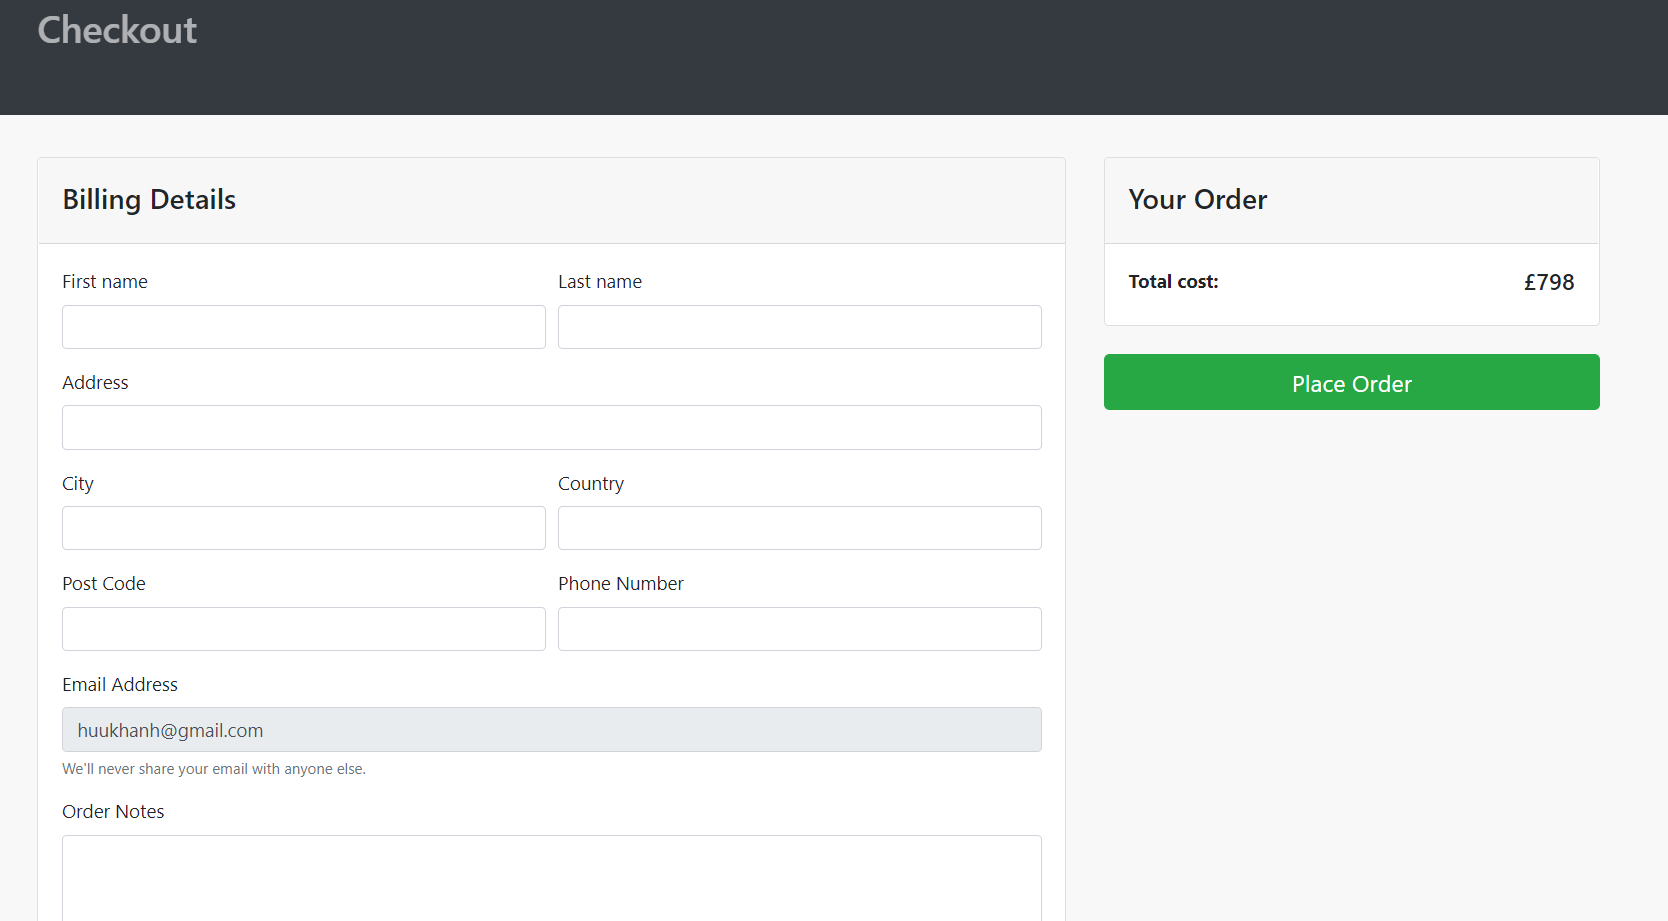 Checkout
Billing Details
First name
Last name
Address
City
Country
Post Code
Phone Number
Email Address
huukhanh@gmail.com
We'll never share your email with anyone else.
Order Notes
Your Order
Total cost: £798
Place Order